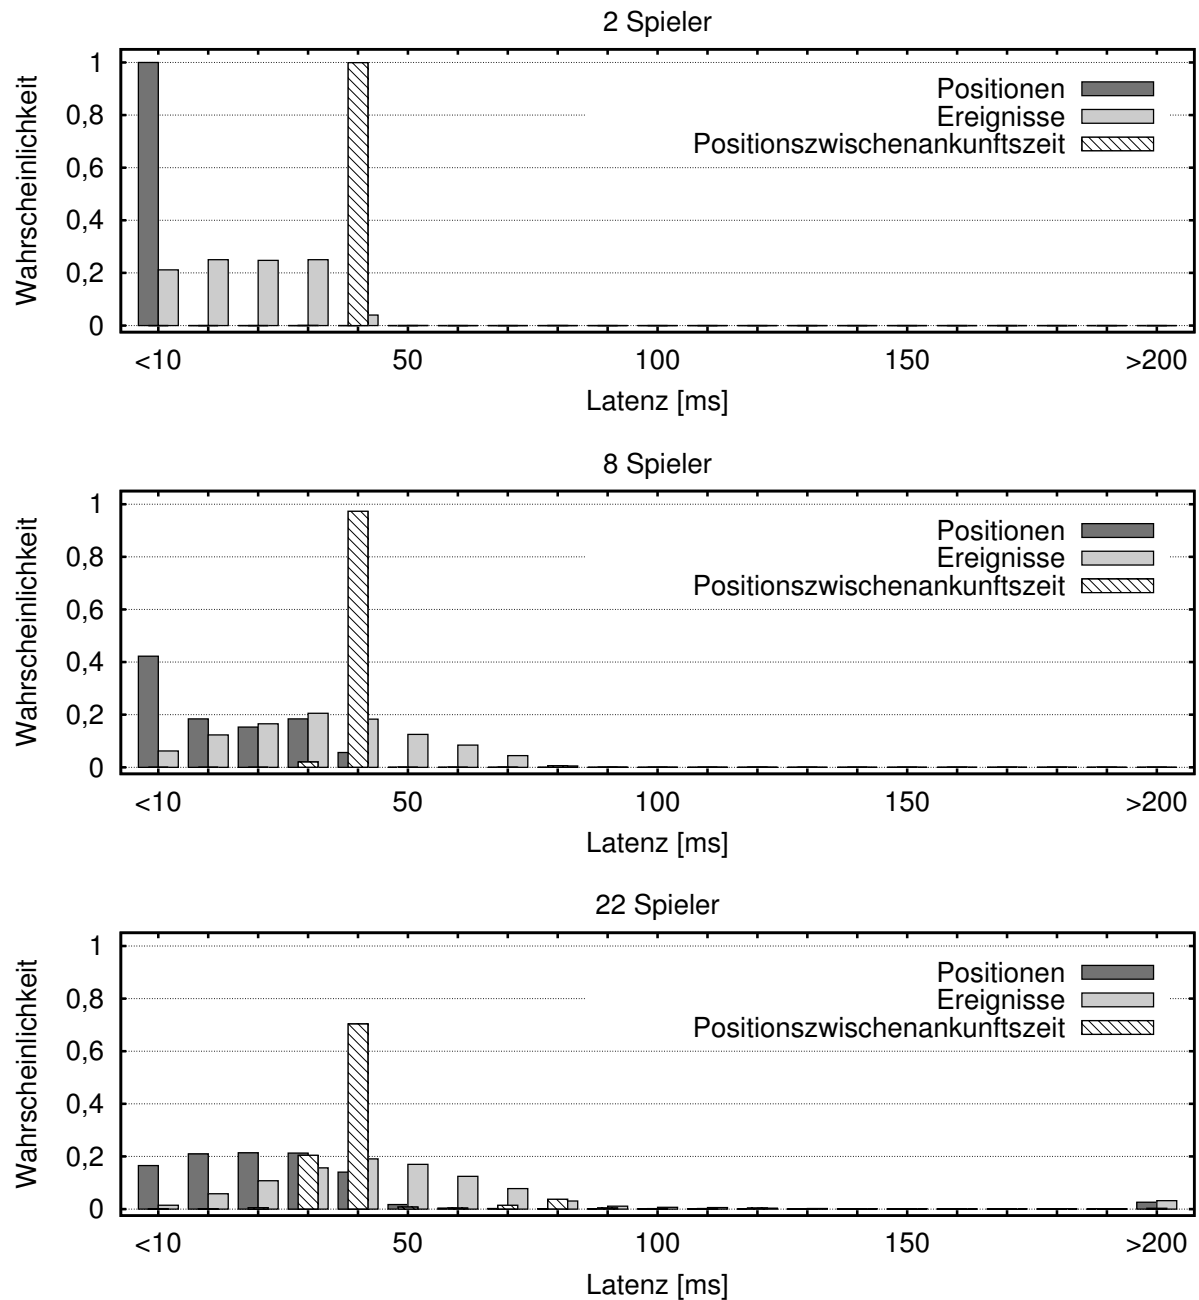 2 Spieler
Wahrscheinlichkeit
1
0,8
0,6
0,4
0,2
0
Positionen
Ereignisse
Positionszwischenankunftszeit
<10 50 100 150 >200
Latenz [ms]
8 Spieler
Wahrscheinlichkeit
1
0,8
0,6
0,4
0,2
0
Positionen
Ereignisse
Positionszwischenankunftszeit
<10 50 100 150 >200
Latenz [ms]
22 Spieler
Wahrscheinlichkeit
1
0,8
0,6
0,4
0,2
0
Positionen
Ereignisse
Positionszwischenankunftszeit
<10 50 100 150 >200
Latenz [ms]